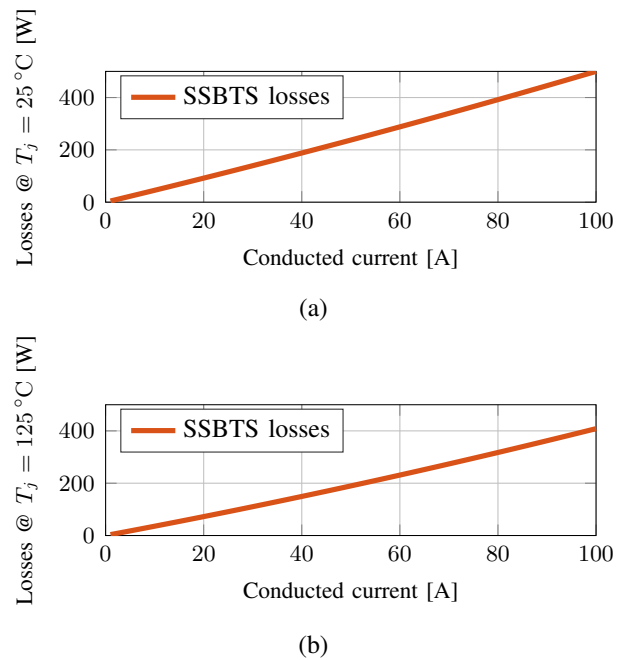 Losses @ T_j = 25 °C [W]
SSBTS losses
400
200
0
0 20 40 60 80 100
Conducted current [A]
(a)
Losses @ T_j = 125 °C [W]
SSBTS losses
400
200
0
0 20 40 60 80 100
Conducted current [A]
(b)